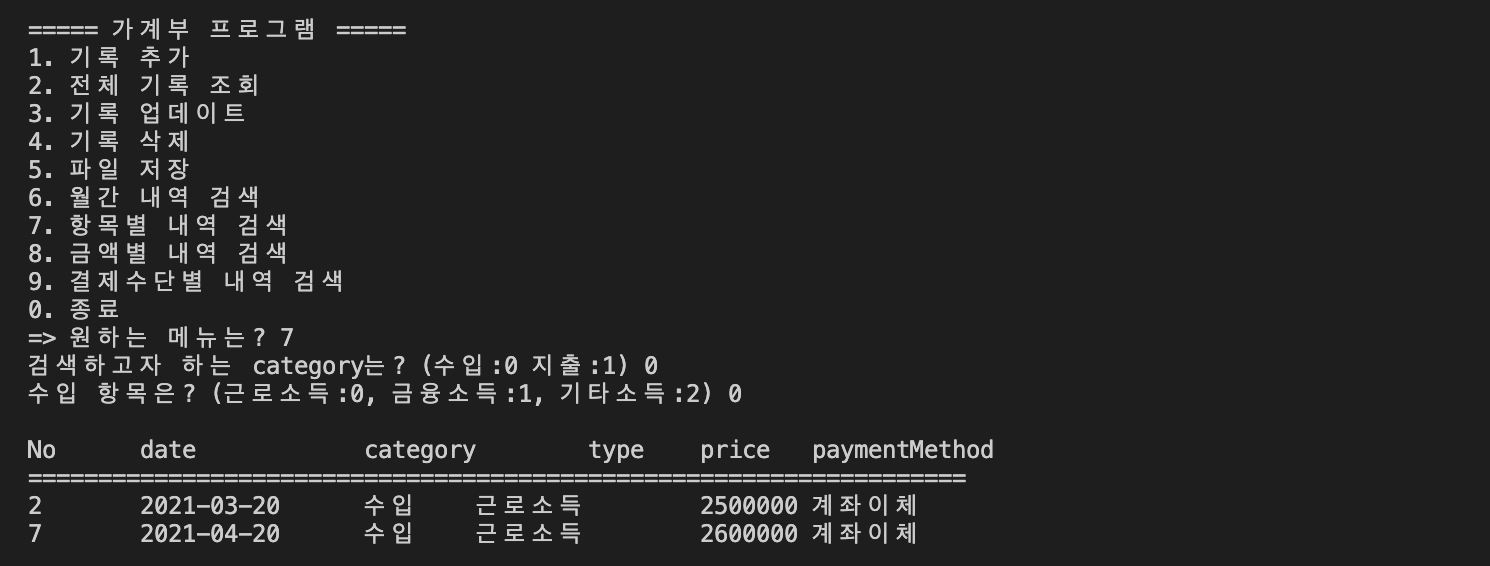 ===== 가계부 프로그램 =====
1. 기록 추가
2. 전체 기록 조회
3. 기록 업데이트
4. 기록 삭제
5. 파일 저장
6. 월간 내역 검색
7. 항목별 내역 검색
8. 금액별 내역 검색
9. 결제수단별 내역 검색
0. 종료
=> 원하는 메뉴는? 7
검색하고자 하는 category는? (수입:0 지출:1) 0
수입 항목은? (근로소득:0, 금융소득:1, 기타소득:2) 0
No date category type price paymentMethod
===================================================================
2 2021-03-20 수입 근로소득 2500000 계좌이체
7 2021-04-20 수입 근로소득 2600000 계좌이체